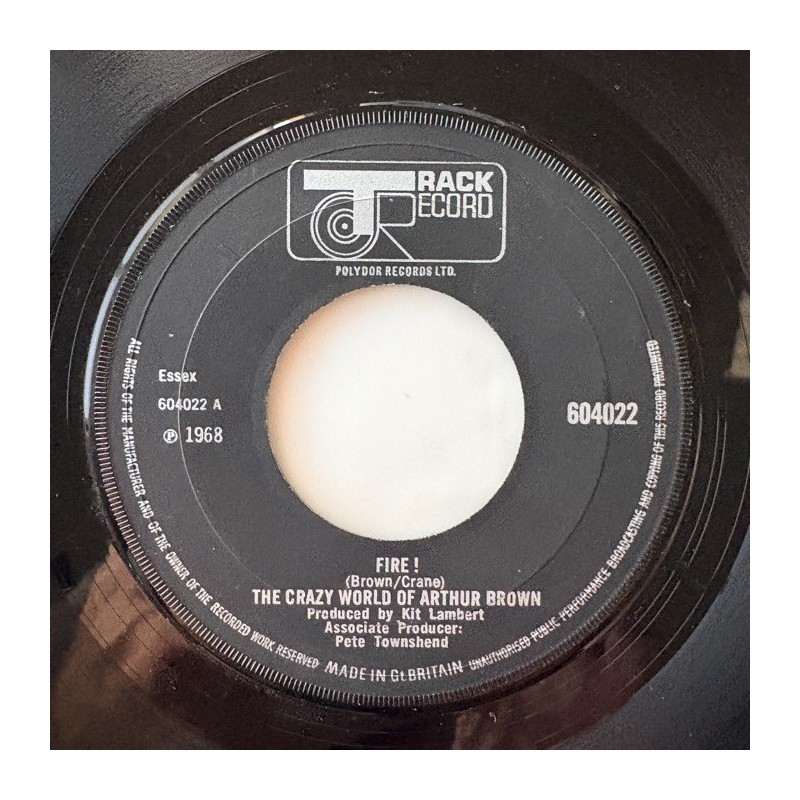 TRACK
RECORD
POLYDOR RECORDS LTD.
Essex
604022 A
℗ 1968
604022
FIRE !
(Brown/Crane)
THE CRAZY WORLD OF ARTHUR BROWN
Produced by Kit Lambert
Associate Producer:
Pete Townshend
ALL RIGHTS OF THE MANUFACTURER AND OF THE OWNER OF THE RECORDED WORK RESERVED
MADE IN Gt. BRITAIN
UNAUTHORISED PUBLIC PERFORMANCE BROADCASTING AND COPYING OF THIS RECORD PROHIBITED